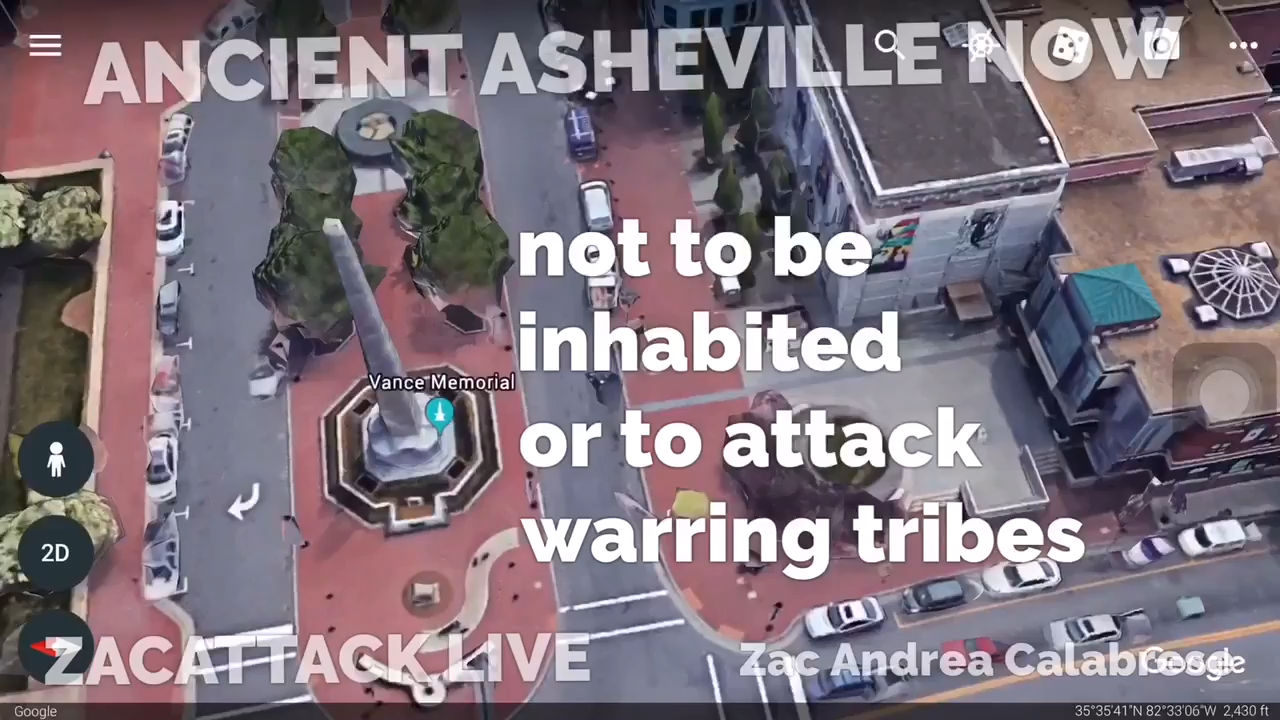 ANCIENT ASHEVILLE NOW
not to be
inhabited
Vance Memorial
or to attack
warring tribes
2D
ZACATTACK LIVE
Zac Andrea Calabrese
Google
Google
35°35'41"N 82°33'06"W 2,430 ft